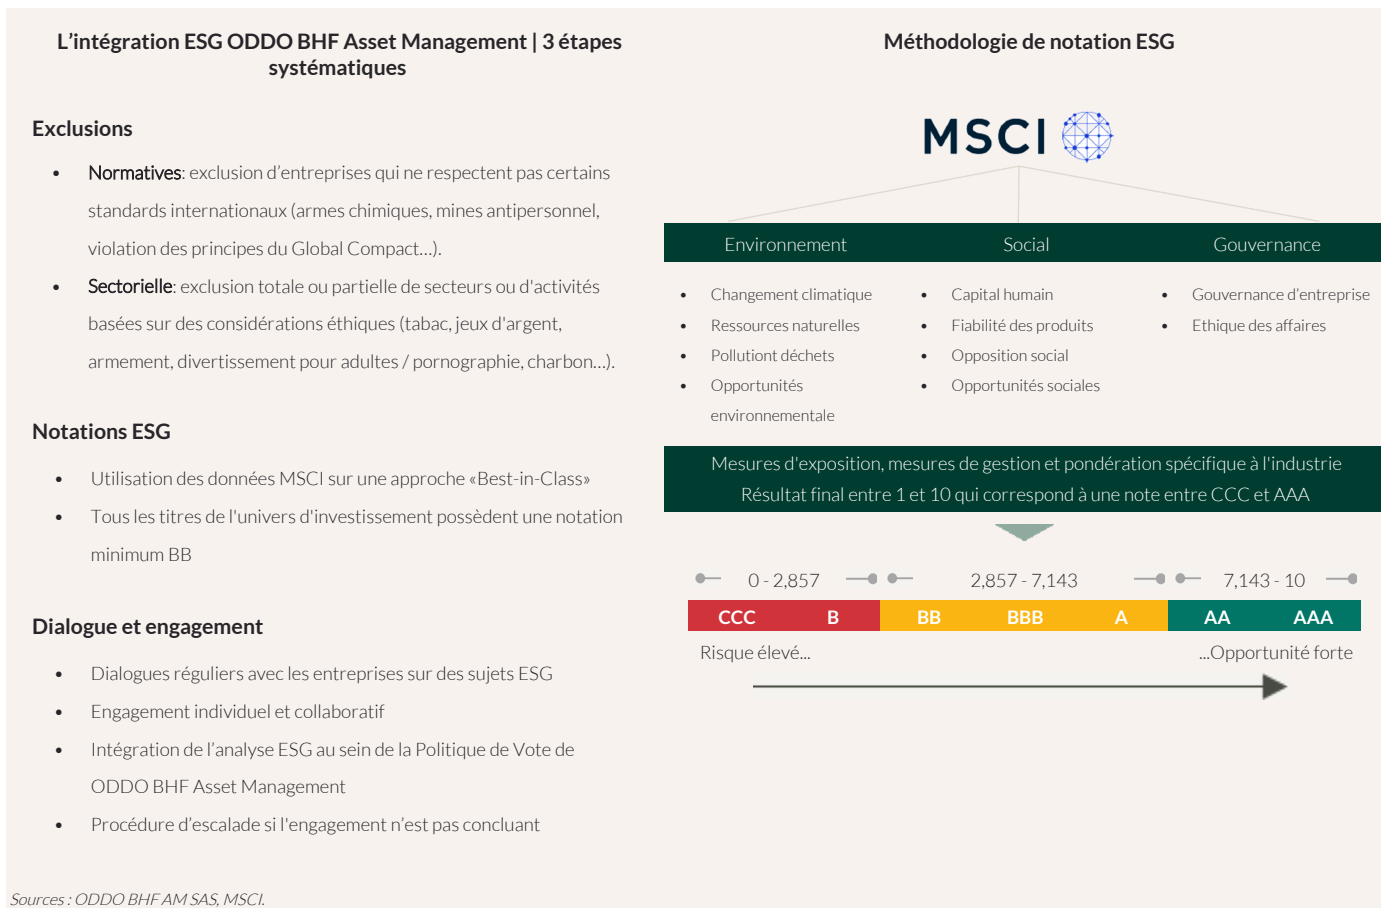 L’intégration ESG ODDO BHF Asset Management | 3 étapes
systématiques
Exclusions
• Normatives: exclusion d’entreprises qui ne respectent pas certains
standards internationaux (armes chimiques, mines antipersonnel,
violation des principes du Global Compact...).
• Sectorielle: exclusion totale ou partielle de secteurs ou d'activités
basées sur des considérations éthiques (tabac, jeux d'argent,
armement, divertissement pour adultes / pornographie, charbon...).
Notations ESG
• Utilisation des données MSCI sur une approche «Best-in-Class»
• Tous les titres de l'univers d'investissement possèdent une notation
minimum BB
Dialogue et engagement
• Dialogues réguliers avec les entreprises sur des sujets ESG
• Engagement individuel et collaboratif
• Intégration de l’analyse ESG au sein de la Politique de Vote de
ODDO BHF Asset Management
• Procédure d’escalade si l'engagement n’est pas concluant
Méthodologie de notation ESG
MSCI
Environnement Social Gouvernance
• Changement climatique
• Ressources naturelles
• Pollutiont déchets
• Opportunités
environnementale
• Capital humain
• Fiabilité des produits
• Opposition social
• Opportunités sociales
• Gouvernance d’entreprise
• Ethique des affaires
Mesures d'exposition, mesures de gestion et pondération spécifique à l'industrie
Résultat final entre 1 et 10 qui correspond à une note entre CCC et AAA
0 - 2,857 2,857 - 7,143 7,143 - 10
CCC B BB BBB A AA AAA
Risque élevé... ...Opportunité forte
Sources : ODDO BHF AM SAS, MSCI.